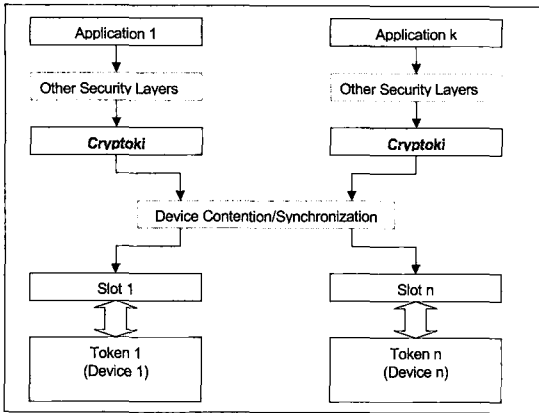 Application 1
Application k
Other Security Layers
Other Security Layers
Cryptoki
Cryptoki
Device Contention/Synchronization
Slot 1
Slot n
Token 1
(Device 1)
Token n
(Device n)